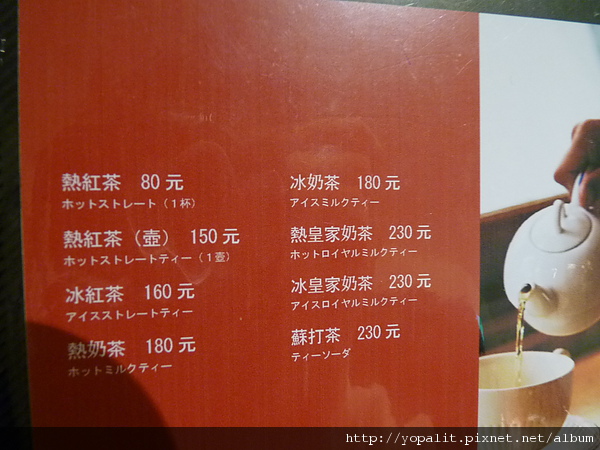 熱紅茶 80元
ホットストレート(1杯)
熱紅茶(壺) 150元
ホットストレートティー(1壺)
冰紅茶 160元
アイスストレートティー
熱奶茶 180元
ホットミルクティー
冰奶茶 180元
アイスミルクティー
熱皇家奶茶 230元
ホットロイヤルミルクティー
冰皇家奶茶 230元
アイスロイヤルミルクティー
蘇打茶 230元
ティーソーダ
http://yopalit.pixnet.net/album